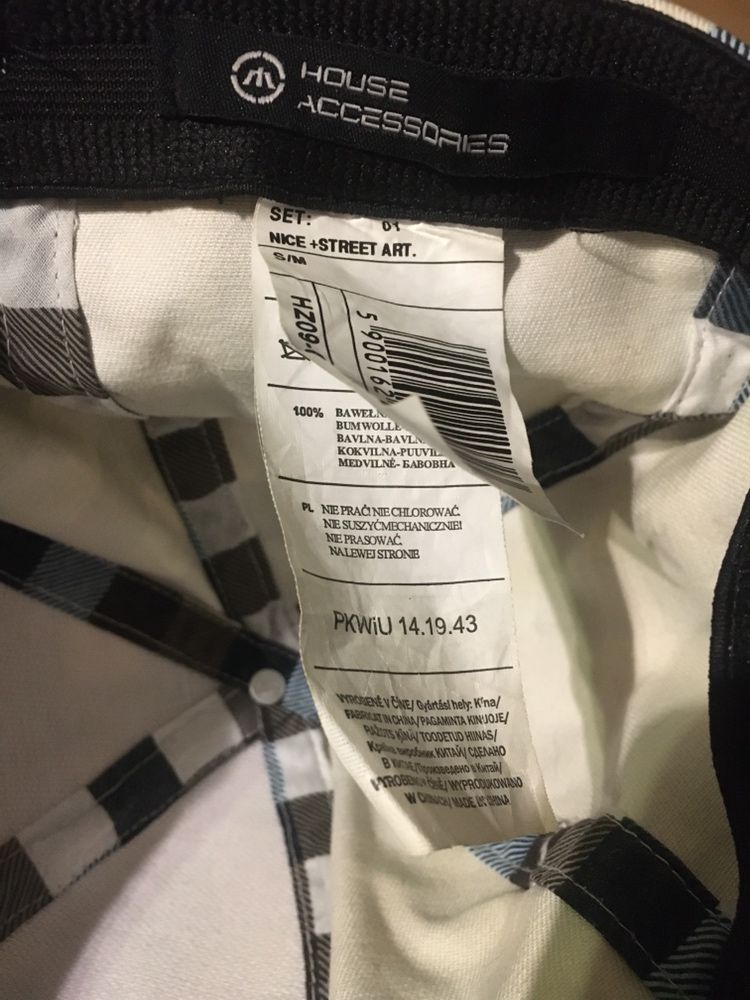 HOUSE
ACCESSORIES
SET: 01
NICE +STREET ART.
S/M
HZ09-
5 900162
100% BAWEŁN
BUMWOLLE
BAVLNA-BAVLN
KOKVILNA-PUUVIL
MEDVILNĖ- БАВОВНА
PL NIE PRAĆ! NIE CHLOROWAĆ
NIE SUSZYĆ MECHANICZNIE!
NIE PRASOWAĆ
NA LEWEJ STRONIE
PKWiU 14.19.43
VYROBENÉ V ČÍNE/ Gyártási hely: Kína/
FABRICAT IN CHINA/ PAGAMINTA KINIJOJE/
RAŽOTS ĶĪNĀ/ TOODETUD HIINAS/
Країна виробник КИТАЙ/ СДЕЛАНО
В КИТАЕ/ Произведено в Китай/
VYROBENO V ČÍNĚ/ WYPRODUKOWANO
W CHINACH/ MADE IN CHINA